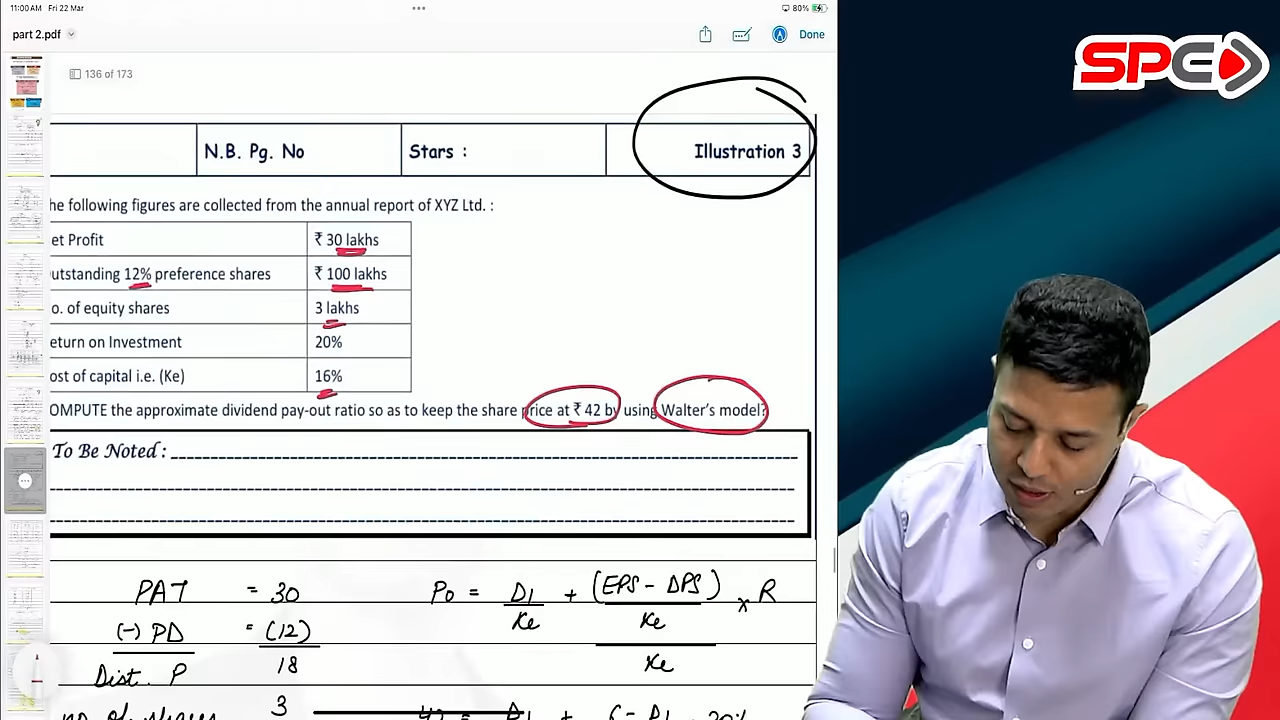 11:00 AM Fri 22 Mar
80%
part 2.pdf
Done
136 of 173
SPC
N.B. Pg. No
Stars :
Illustration 3
he following figures are collected from the annual report of XYZ Ltd. :
et Profit ₹ 30 lakhs
utstanding 12% preference shares ₹ 100 lakhs
o. of equity shares 3 lakhs
eturn on Investment 20%
ost of capital i.e. (Ke) 16%
OMPUTE the approximate dividend pay-out ratio so as to keep the share price at ₹ 42 by using Walter's model?
To Be Noted :
PAT = 30
(-) PD = (12)
18
Dist. P
3
P0 = D1 / Ke + (EPS - DPS) / Ke × R
Ke